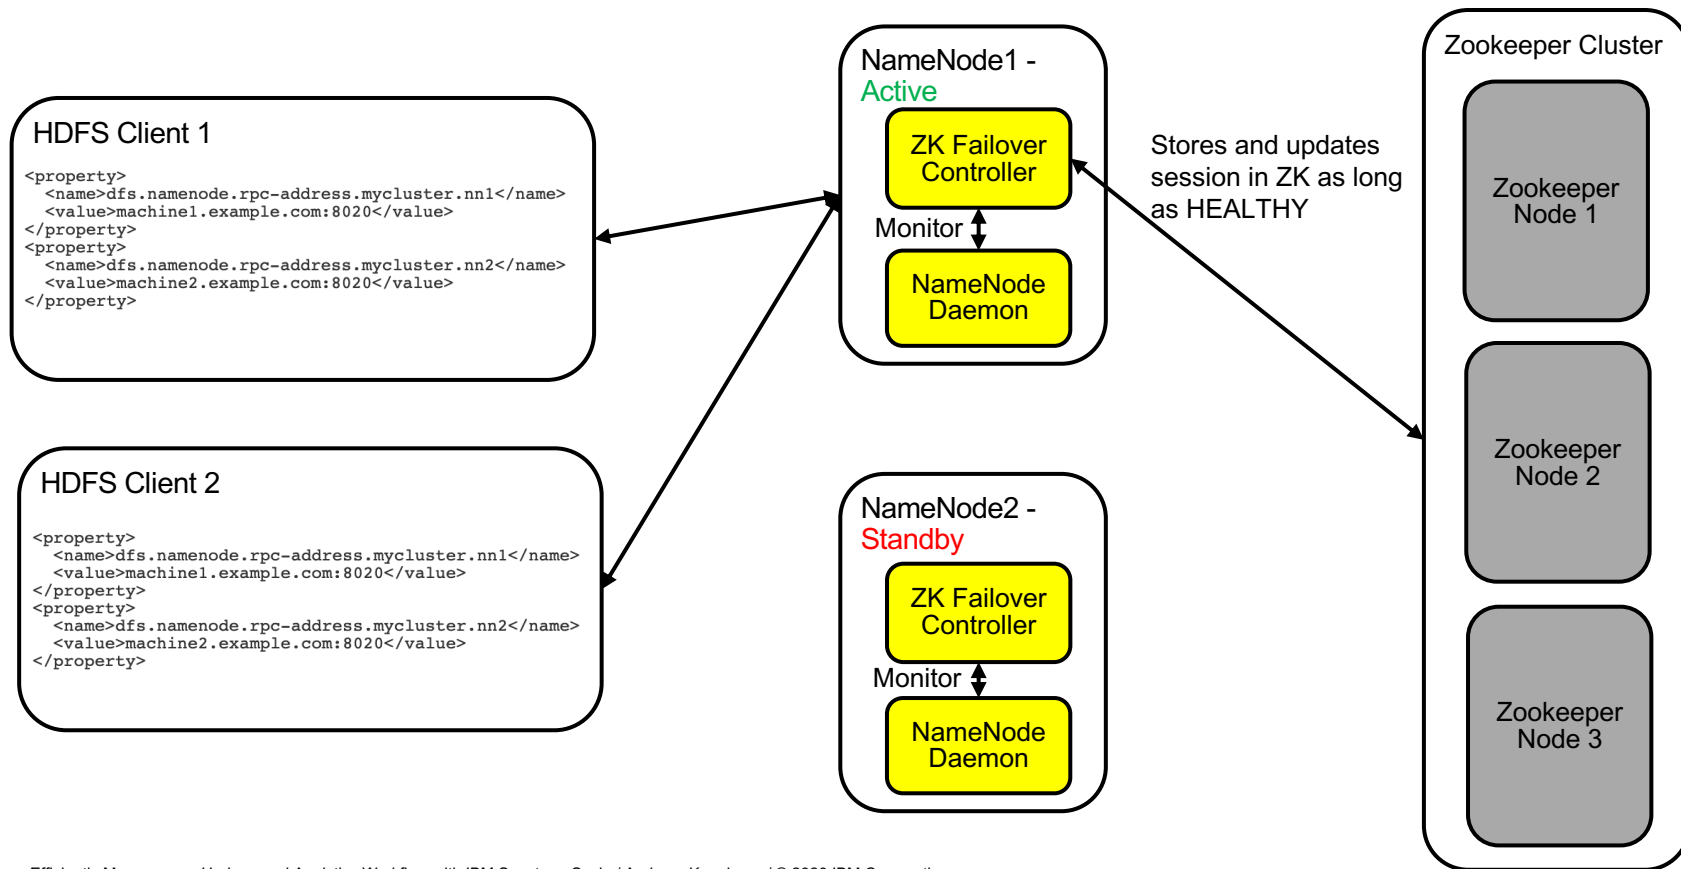 HDFS Client 1
<property>
<name>dfs.namenode.rpc-address.mycluster.nn1</name>
<value>machine1.example.com:8020</value>
</property>
<property>
<name>dfs.namenode.rpc-address.mycluster.nn2</name>
<value>machine2.example.com:8020</value>
</property>
HDFS Client 2
<property>
<name>dfs.namenode.rpc-address.mycluster.nn1</name>
<value>machine1.example.com:8020</value>
</property>
<property>
<name>dfs.namenode.rpc-address.mycluster.nn2</name>
<value>machine2.example.com:8020</value>
</property>
NameNode1 -
Active
ZK Failover
Controller
Monitor
NameNode
Daemon
NameNode2 -
Standby
ZK Failover
Controller
Monitor
NameNode
Daemon
Stores and updates
session in ZK as long
as HEALTHY
Zookeeper Cluster
Zookeeper
Node 1
Zookeeper
Node 2
Zookeeper
Node 3